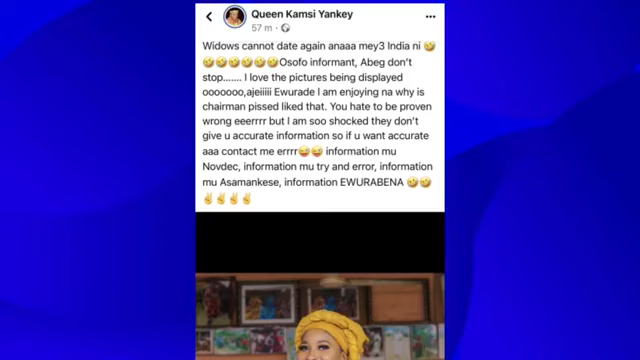 Queen Kamsi Yankey
57 m
Widows cannot date again anaaa mey3 India ni 🤣
🤣🤣🤣🤣🤣🤣Osofo informant, Abeg don't
stop....... I love the pictures being displayed
ooooooo,ajeiiiii Ewurade I am enjoying na why is
chairman pissed liked that. You hate to be proven
wrong eeerrrr but I am soo shocked they don't
give u accurate information so if u want accurate
aaa contact me errrr😜😜 information mu
Novdec, information mu try and error, information
mu Asamankese, information EWURABENA 🤣🤣
✌️✌️✌️✌️